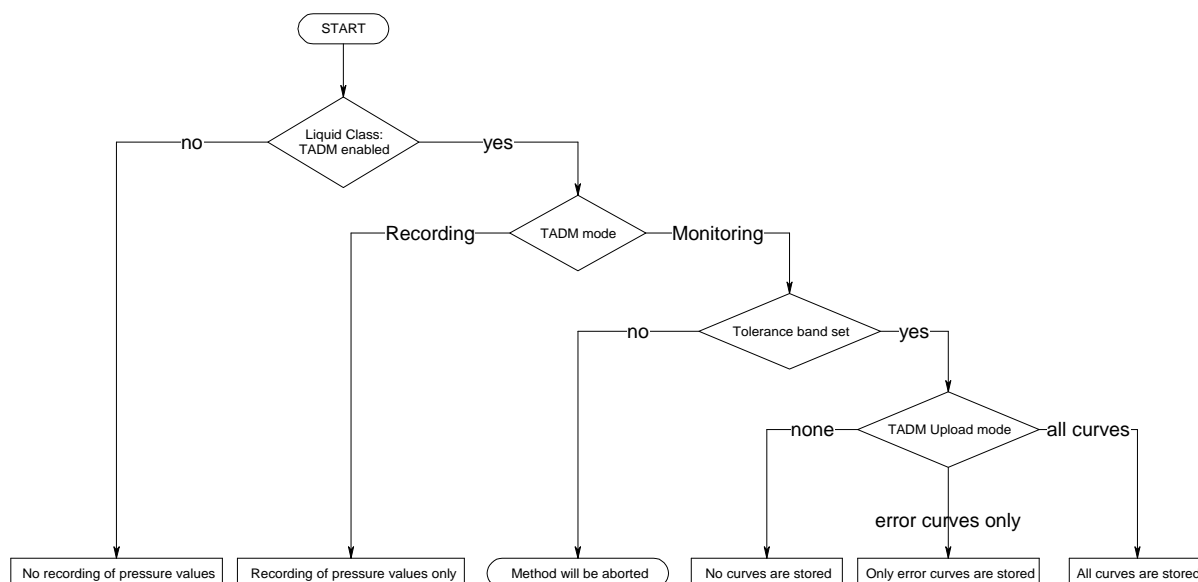 START
Liquid Class:
TADM enabled
no
yes
TADM mode
Recording
Monitoring
Tolerance band set
no
yes
TADM Upload mode
none
all curves
error curves only
No recording of pressure values
Recording of pressure values only
Method will be aborted
No curves are stored
Only error curves are stored
All curves are stored